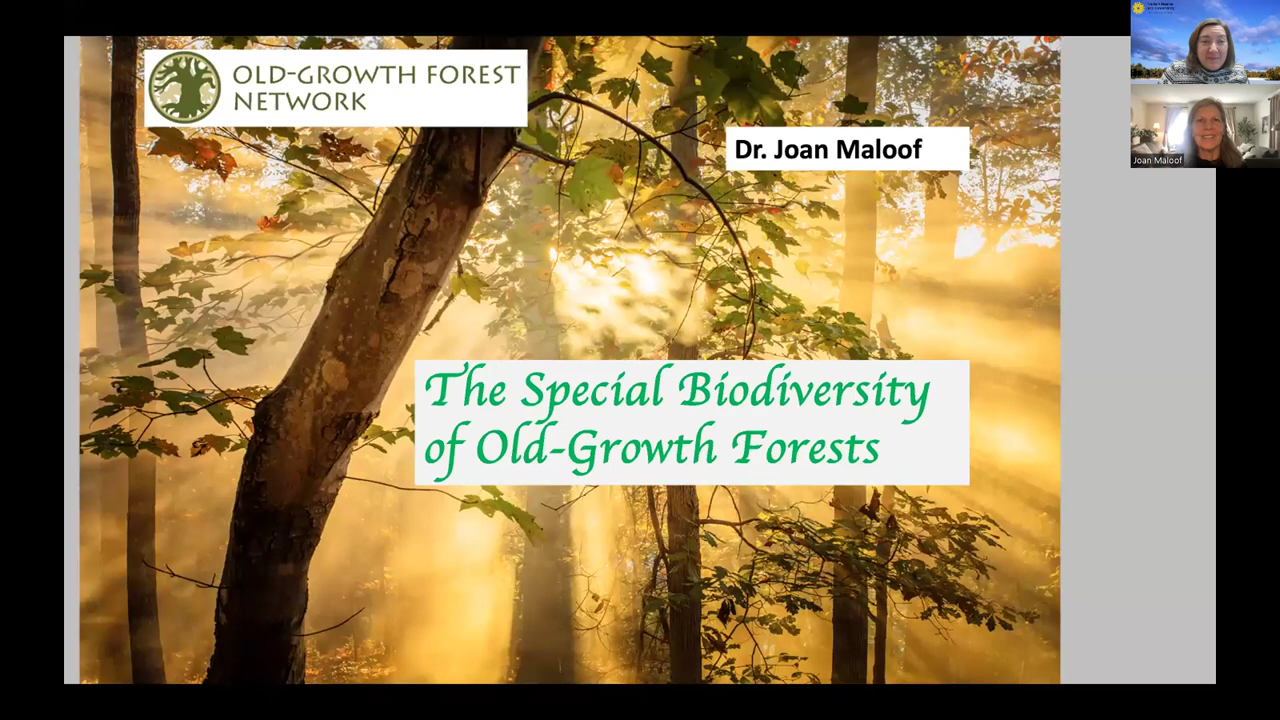 OLD-GROWTH FOREST
NETWORK
Dr. Joan Maloof
The Special Biodiversity
of Old-Growth Forests
Joan Maloof